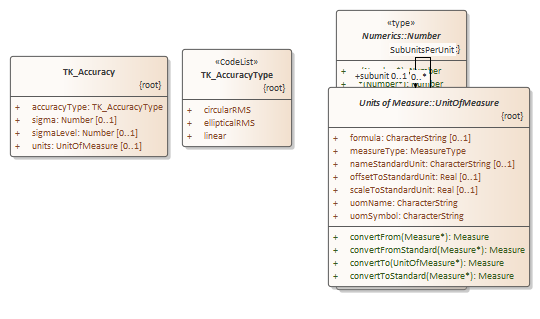 TK_Accuracy
{root}
+ accuracyType: TK_AccuracyType
+ sigma: Number [0..1]
+ sigmaLevel: Number [0..1]
+ units: UnitOfMeasure [0..1]
«CodeList»
TK_AccuracyType
{root}
+ circularRMS
+ ellipticalRMS
+ linear
«type»
Numerics::Number
SubUnitsPerUnit
+subunit 0..1
0..*
Number
+ *(Number*): Number
Units of Measure::UnitOfMeasure
{root}
+ formula: CharacterString [0..1]
+ measureType: MeasureType
+ nameStandardUnit: CharacterString [0..1]
+ offsetToStandardUnit: Real [0..1]
+ scaleToStandardUnit: Real [0..1]
+ uomName: CharacterString
+ uomSymbol: CharacterString
+ convertFrom(Measure*): Measure
+ convertFromStandard(Measure*): Measure
+ convertTo(UnitOfMeasure*): Measure
+ convertToStandard(Measure*): Measure